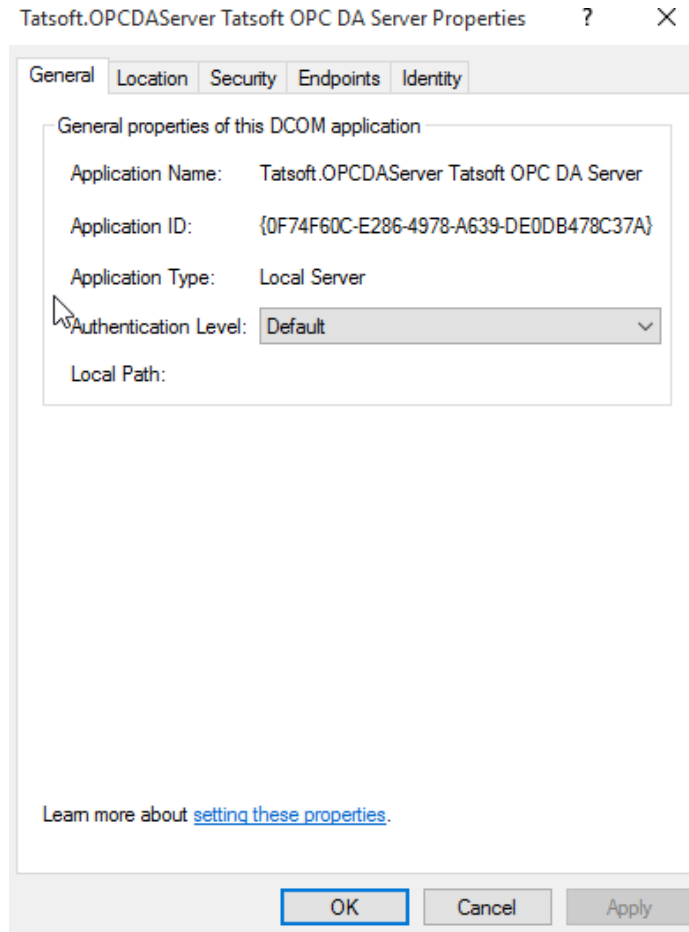 Tatsoft.OPCDAServer Tatsoft OPC DA Server Properties ?
General Location Security Endpoints Identity
General properties of this DCOM application
Application Name: Tatsoft.OPCDAServer Tatsoft OPC DA Server
Application ID: {0F74F60C-E286-4978-A639-DE0DB478C37A}
Application Type: Local Server
Authentication Level: Default
Local Path:
Learn more about setting these properties.
OK Cancel Apply